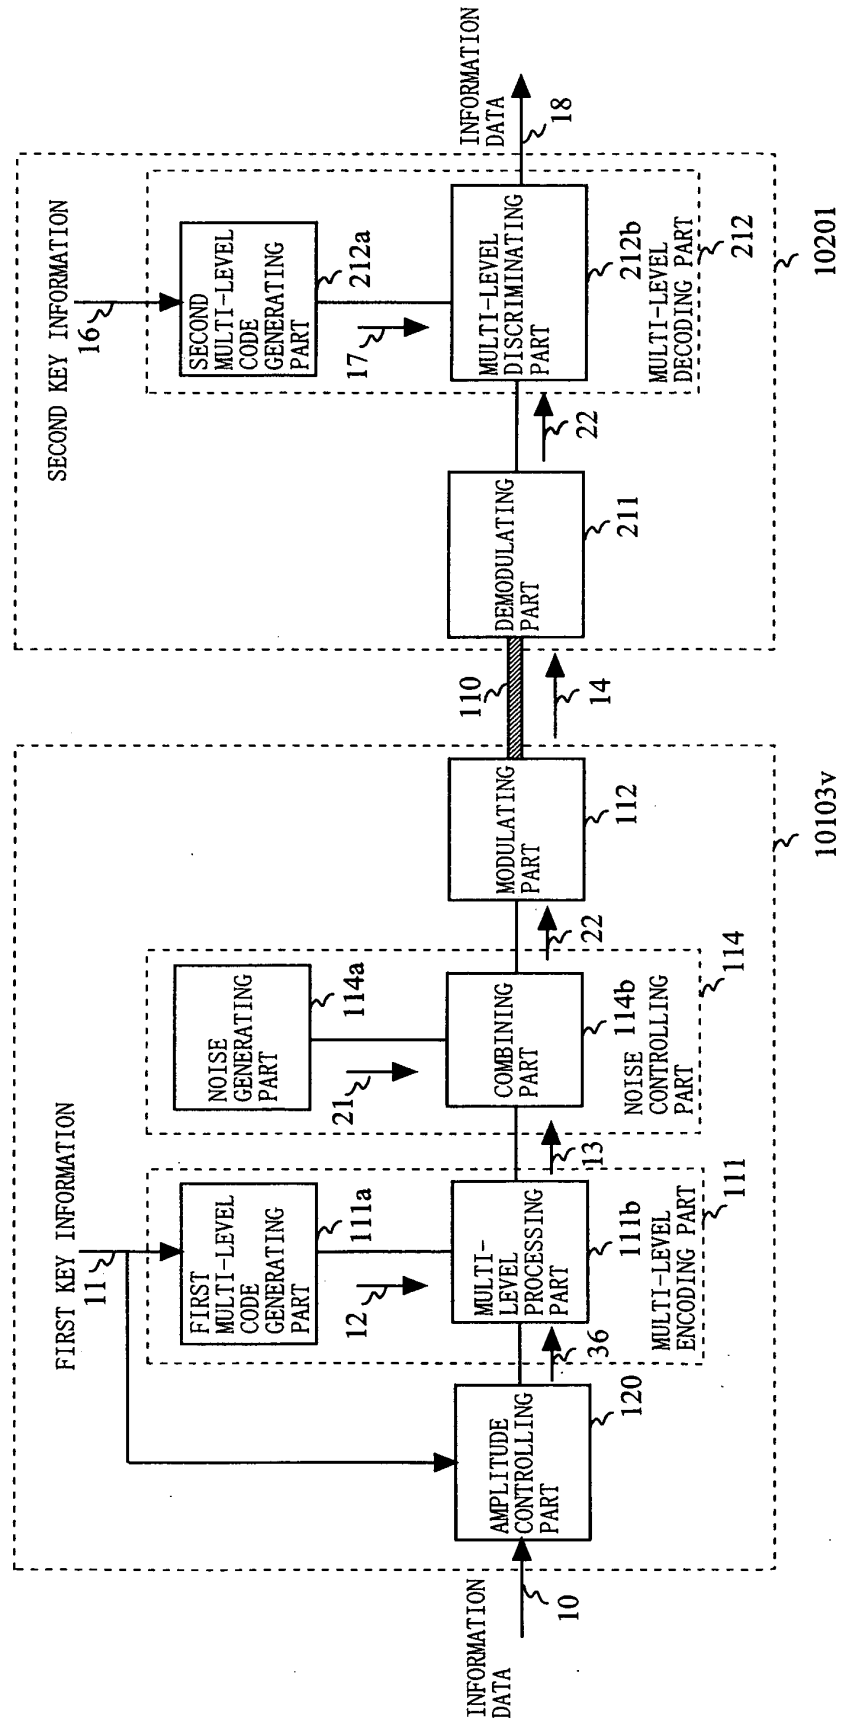 INFORMATION
DATA
10
AMPLITUDE
CONTROLLING
PART
120
36
FIRST KEY INFORMATION
11
FIRST
MULTI-LEVEL
CODE
GENERATING
PART
111a
12
MULTI-
LEVEL
PROCESSING
PART
111b
MULTI-LEVEL
ENCODING PART
111
13
NOISE
GENERATING
PART
114a
21
COMBINING
PART
114b
NOISE
CONTROLLING
PART
114
22
MODULATING
PART
112
10103v
110
14
DEMODULATING
PART
211
22
SECOND KEY INFORMATION
16
SECOND
MULTI-LEVEL
CODE
GENERATING
PART
212a
17
MULTI-LEVEL
DISCRIMINATING
PART
212b
MULTI-LEVEL
DECODING PART
212
10201
INFORMATION
DATA
18